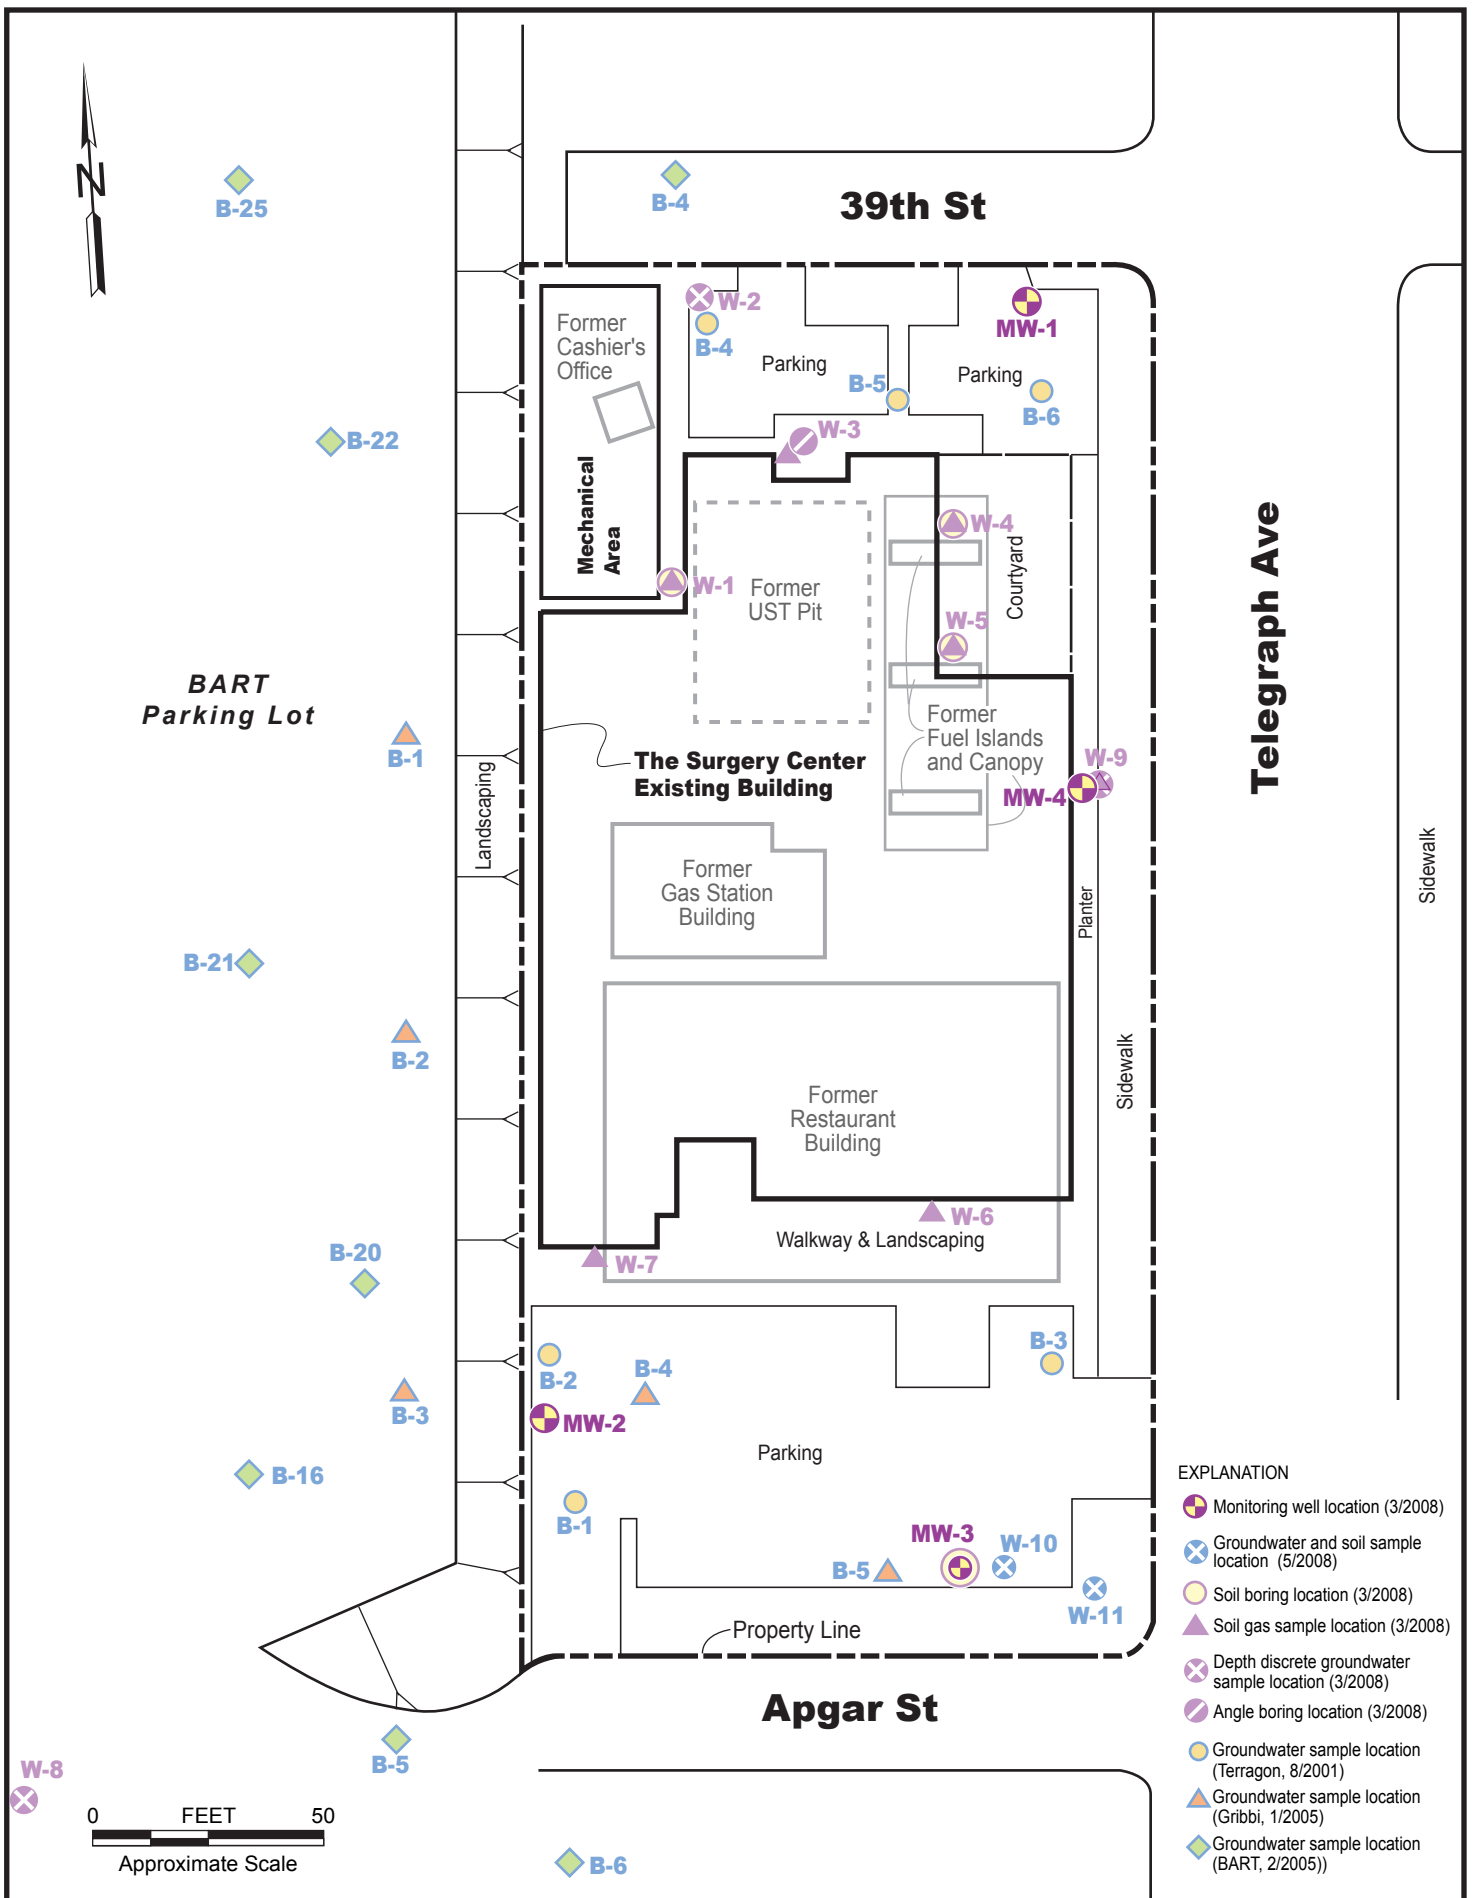 N
B-25
B-4
39th St
W-2
B-4
MW-1
Former
Cashier's
Office
Parking
B-5
Parking
B-6
B-22
W-3
Mechanical
Area
W-4
W-1
Former
UST Pit
Courtyard
W-5
Telegraph Ave
BART
Parking Lot
B-1
Landscaping
The Surgery Center
Existing Building
Former
Fuel Islands
and Canopy
W-9
MW-4
Sidewalk
Former
Gas Station
Building
Planter
B-21
B-2
Sidewalk
Former
Restaurant
Building
W-6
Walkway & Landscaping
B-20
W-7
B-3
B-2
B-4
B-3
MW-2
Parking
B-16
B-1
MW-3
W-10
B-5
W-11
Property Line
Apgar St
B-5
W-8
0 FEET 50
Approximate Scale
B-6
EXPLANATION
Monitoring well location (3/2008)
Groundwater and soil sample
location (5/2008)
Soil boring location (3/2008)
Soil gas sample location (3/2008)
Depth discrete groundwater
sample location (3/2008)
Angle boring location (3/2008)
Groundwater sample location
(Terragon, 8/2001)
Groundwater sample location
(Gribbi, 1/2005)
Groundwater sample location
(BART, 2/2005))